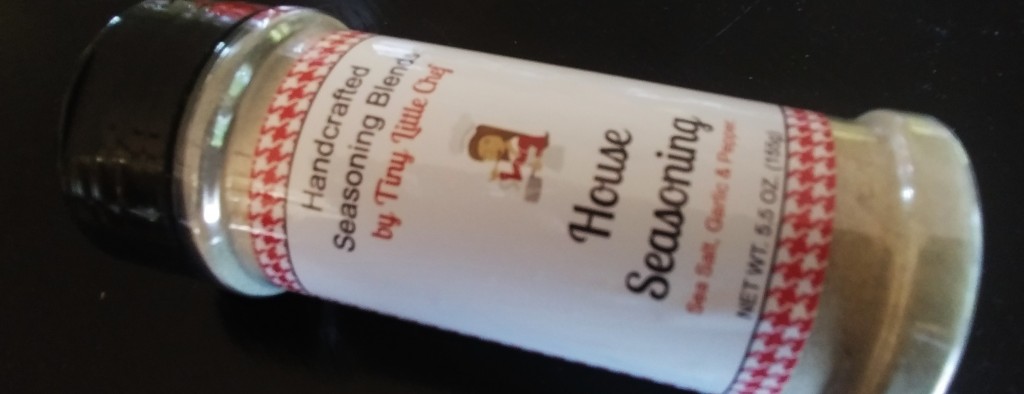 Handcrafted
Seasoning Blends
by Tiny Little Chef
House
Seasoning
Sea Salt, Garlic & Pepper
NET WT. 5.5 OZ. (155g)